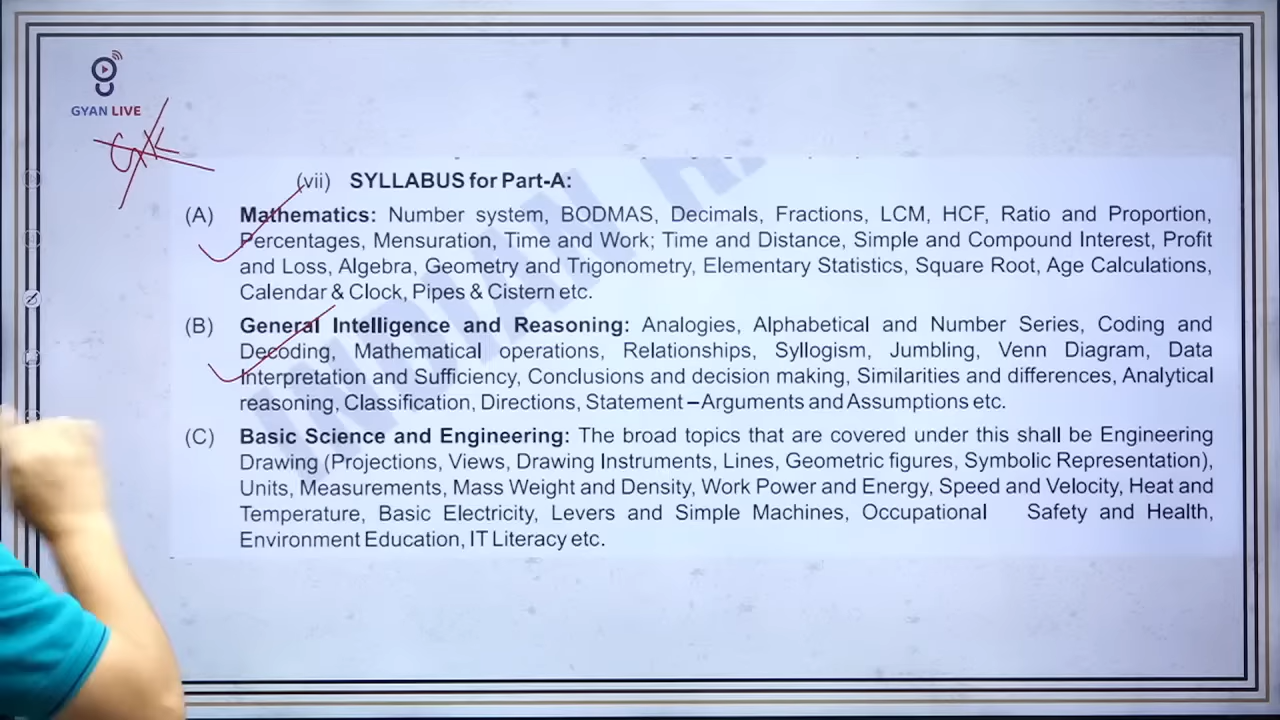 GYAN LIVE
GK
(vii) SYLLABUS for Part-A:
(A) Mathematics: Number system, BODMAS, Decimals, Fractions, LCM, HCF, Ratio and Proportion,
Percentages, Mensuration, Time and Work; Time and Distance, Simple and Compound Interest, Profit
and Loss, Algebra, Geometry and Trigonometry, Elementary Statistics, Square Root, Age Calculations,
Calendar & Clock, Pipes & Cistern etc.
(B) General Intelligence and Reasoning: Analogies, Alphabetical and Number Series, Coding and
Decoding, Mathematical operations, Relationships, Syllogism, Jumbling, Venn Diagram, Data
Interpretation and Sufficiency, Conclusions and decision making, Similarities and differences, Analytical
reasoning, Classification, Directions, Statement –Arguments and Assumptions etc.
(C) Basic Science and Engineering: The broad topics that are covered under this shall be Engineering
Drawing (Projections, Views, Drawing Instruments, Lines, Geometric figures, Symbolic Representation),
Units, Measurements, Mass Weight and Density, Work Power and Energy, Speed and Velocity, Heat and
Temperature, Basic Electricity, Levers and Simple Machines, Occupational Safety and Health,
Environment Education, IT Literacy etc.
INDIAN